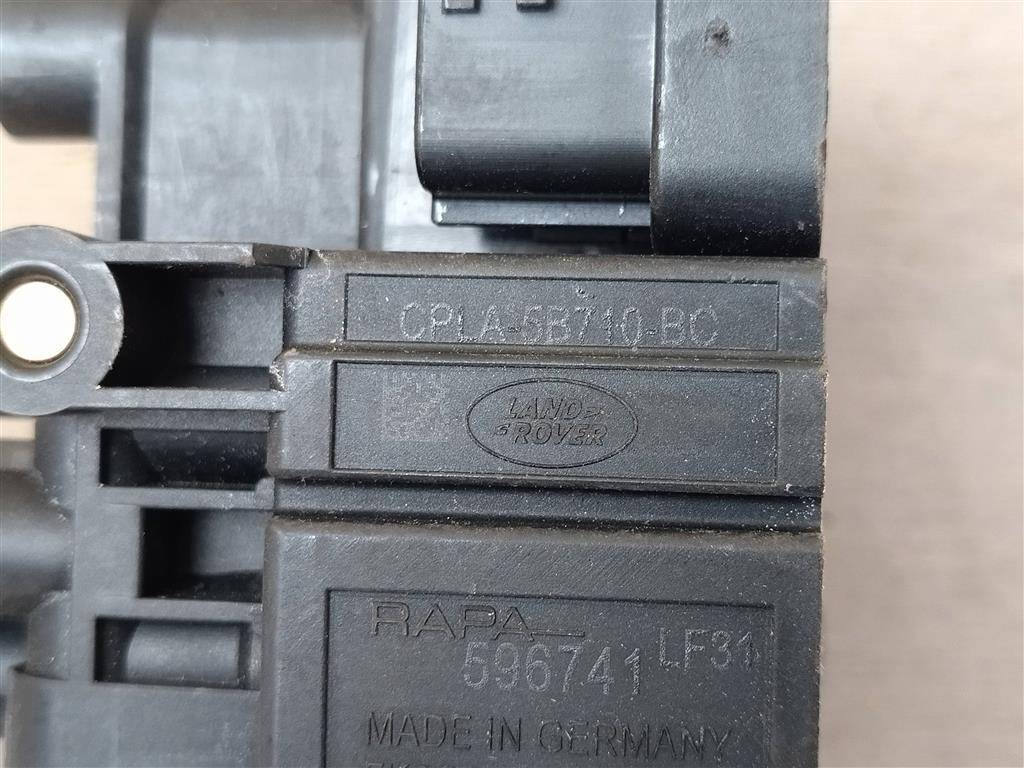 CPLA-5B710-BC
LAND
ROVER
RAPA
596741 LF31
MADE IN GERMANY